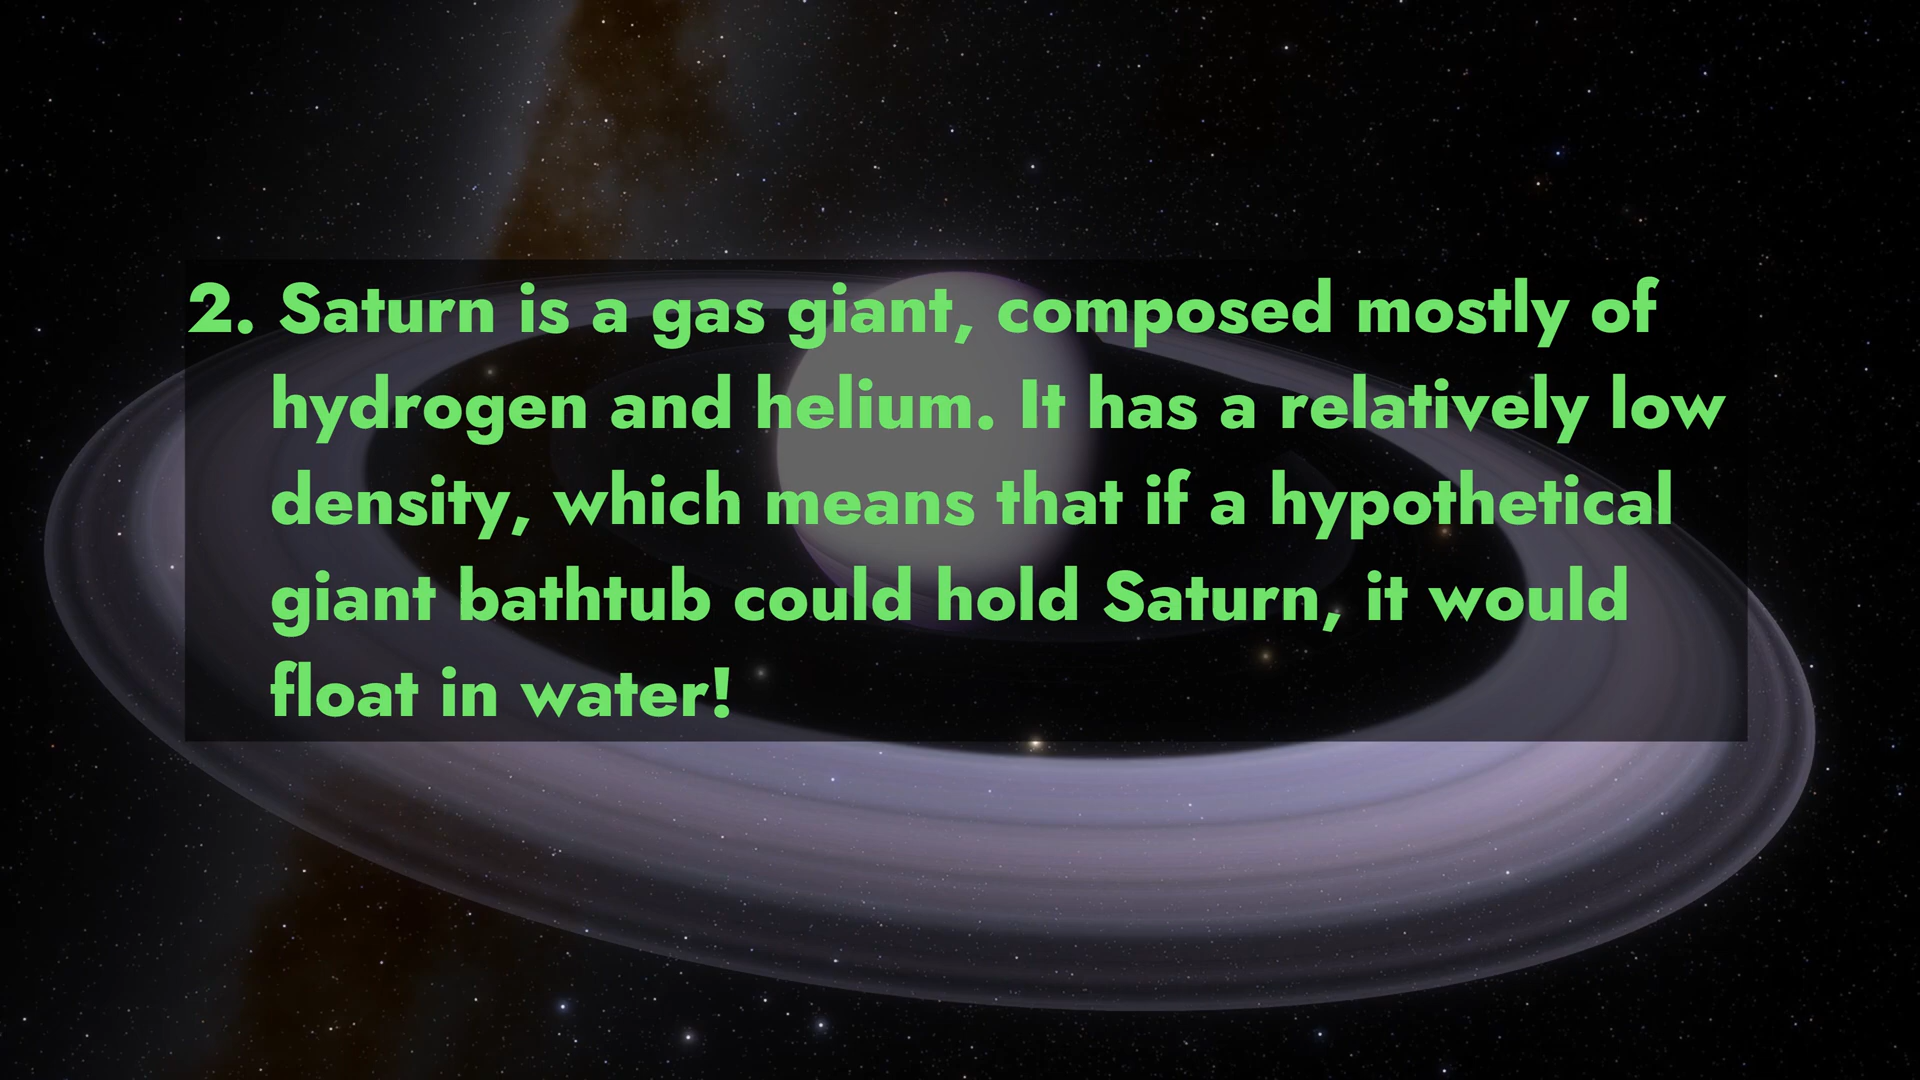 2. Saturn is a gas giant, composed mostly of
hydrogen and helium. It has a relatively low
density, which means that if a hypothetical
giant bathtub could hold Saturn, it would
float in water!